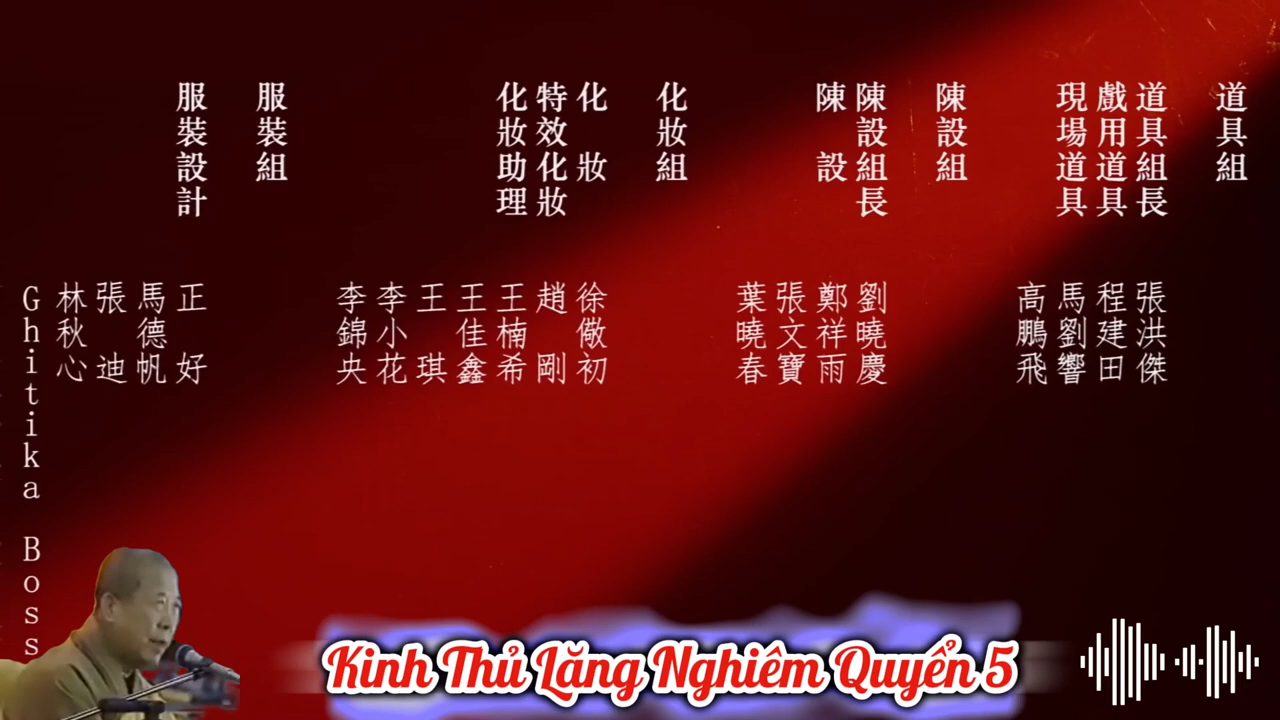 道具組
道具組長
戲用道具
現場道具
張洪傑
程建田
馬劉響
高鵬飛
陳設組
陳設組長
陳設
劉曉慶
鄭祥雨
張文寶
葉曉春
化妝組
化妝
特效化妝
化妝助理
徐儆初
趙剛
王楠希
王佳鑫
王琪
李小花
李錦央
服裝組
服裝設計
正好
馬德帆
張迪
林秋心
Ghitika Boss
Kinh Thủ Lăng Nghiêm Quyển 5